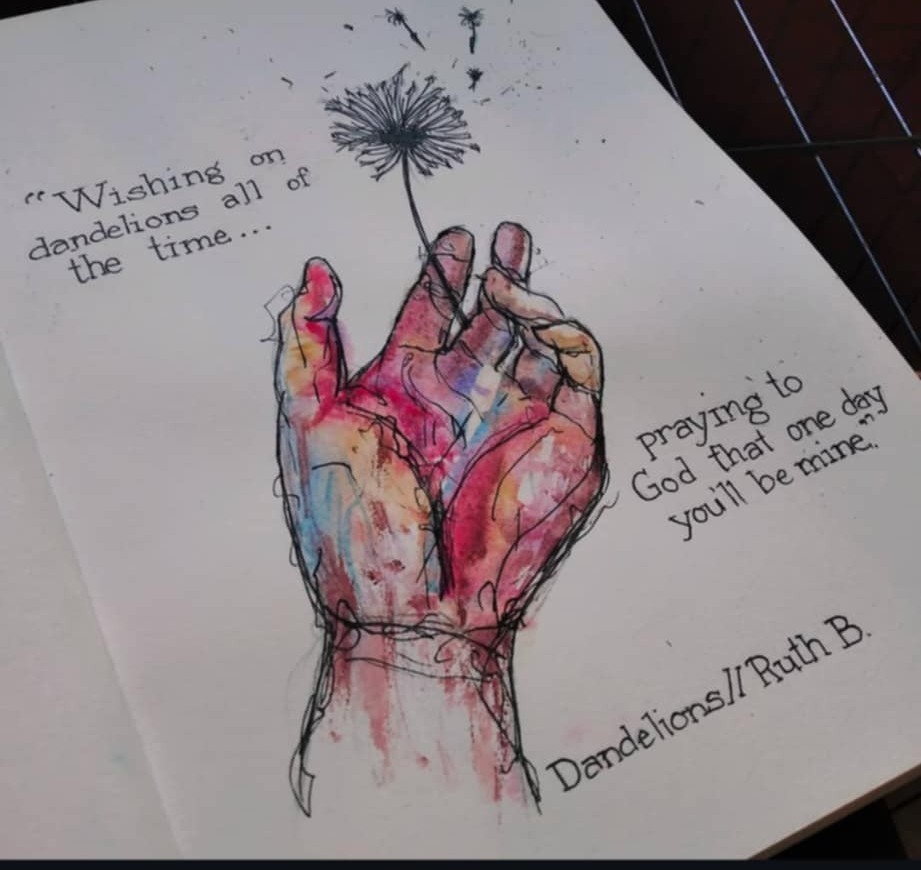 “Wishing on
dandelions all of
the time...
praying to
God that one day
you'll be mine.”
Dandelions//Ruth B.